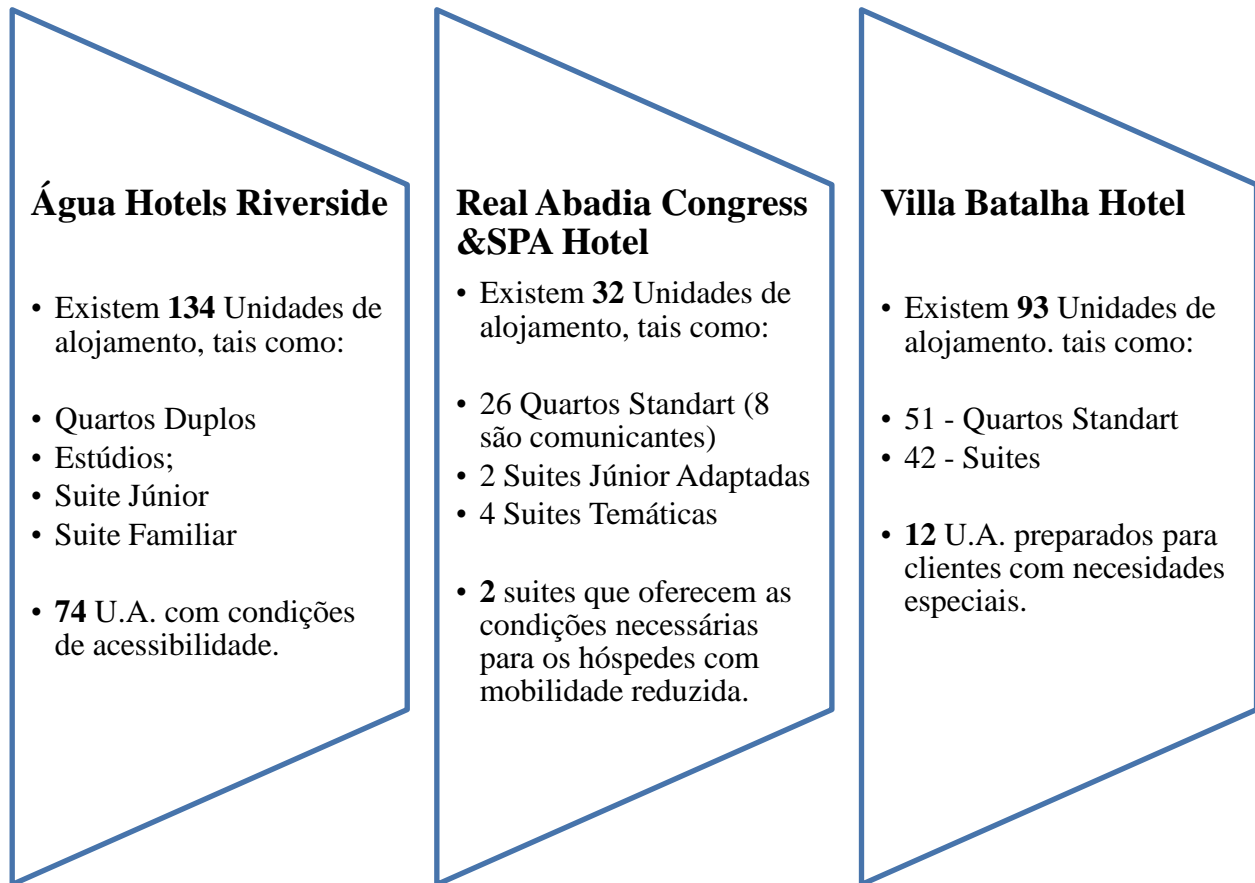 Água Hotels Riverside
• Existem 134 Unidades de
alojamento, tais como:
• Quartos Duplos
• Estúdios;
• Suite Júnior
• Suite Familiar
• 74 U.A. com condições
de acessibilidade.
Real Abadia Congress
&SPA Hotel
• Existem 32 Unidades de
alojamento, tais como:
• 26 Quartos Standart (8
são comunicantes)
• 2 Suites Júnior Adaptadas
• 4 Suites Temáticas
• 2 suites que oferecem as
condições necessárias
para os hóspedes com
mobilidade reduzida.
Villa Batalha Hotel
• Existem 93 Unidades de
alojamento. tais como:
• 51 - Quartos Standart
• 42 - Suites
• 12 U.A. preparados para
clientes com necesidades
especiais.